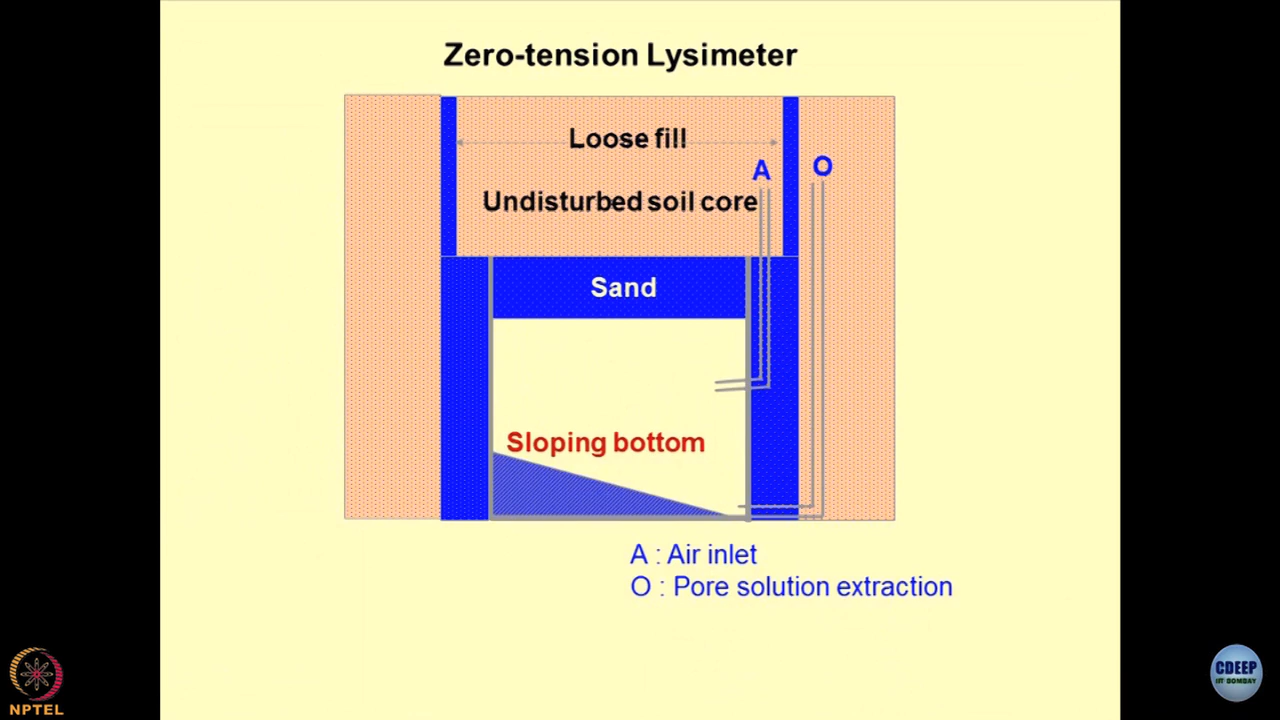 Zero-tension Lysimeter
Loose fill
A
O
Undisturbed soil core
Sand
Sloping bottom
A : Air inlet
O : Pore solution extraction
NPTEL
CDEEP
IIT BOMBAY